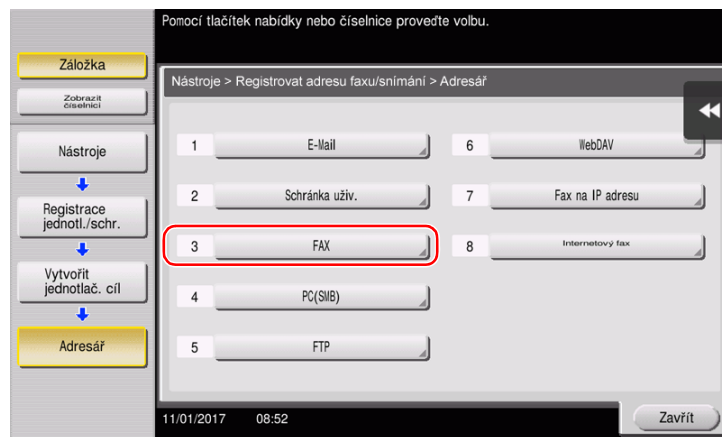 Pomocí tlačítek nabídky nebo číselnice proveďte volbu.
Záložka
Zobrazit
číselnici
Nástroje
Registrace
jednotl./schr.
Vytvořit
jednotlač. cíl
Adresář
Nástroje > Registrovat adresu faxu/snímání > Adresář
1 E-Mail
6 WebDAV
2 Schránka uživ.
7 Fax na IP adresu
3 FAX
8 Internetový fax
4 PC(SMB)
5 FTP
11/01/2017 08:52
Zavřít